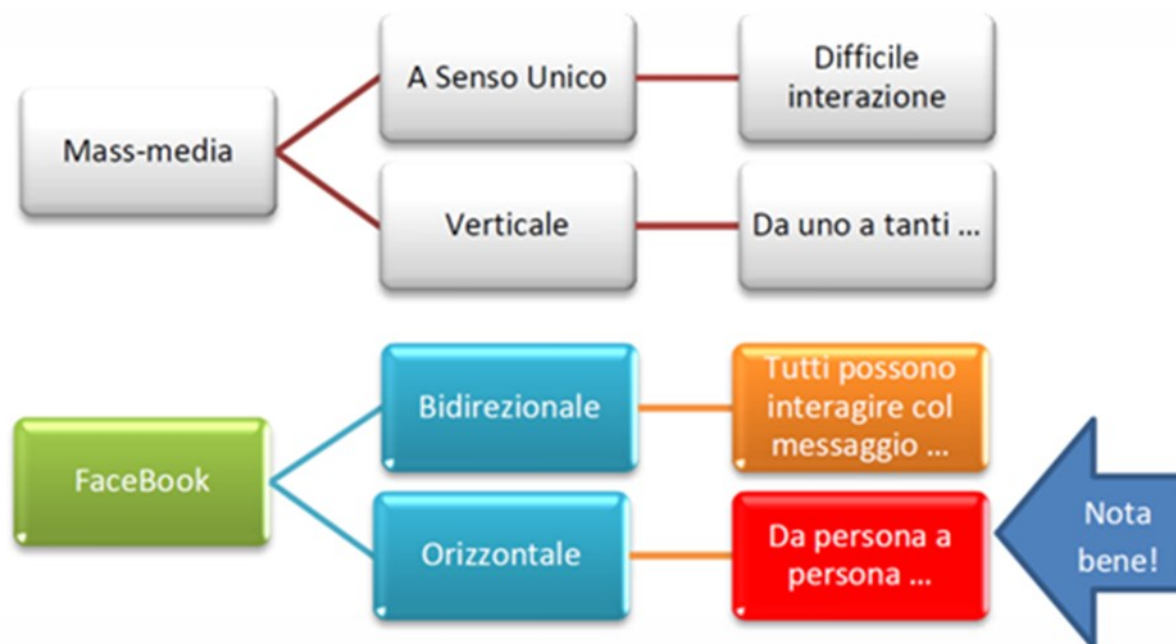 Mass-media
A Senso Unico
Difficile
interazione
Verticale
Da uno a tanti ...
FaceBook
Bidirezionale
Tutti possono
interagire col
messaggio ...
Orizzontale
Da persona a
persona ...
Nota
bene!